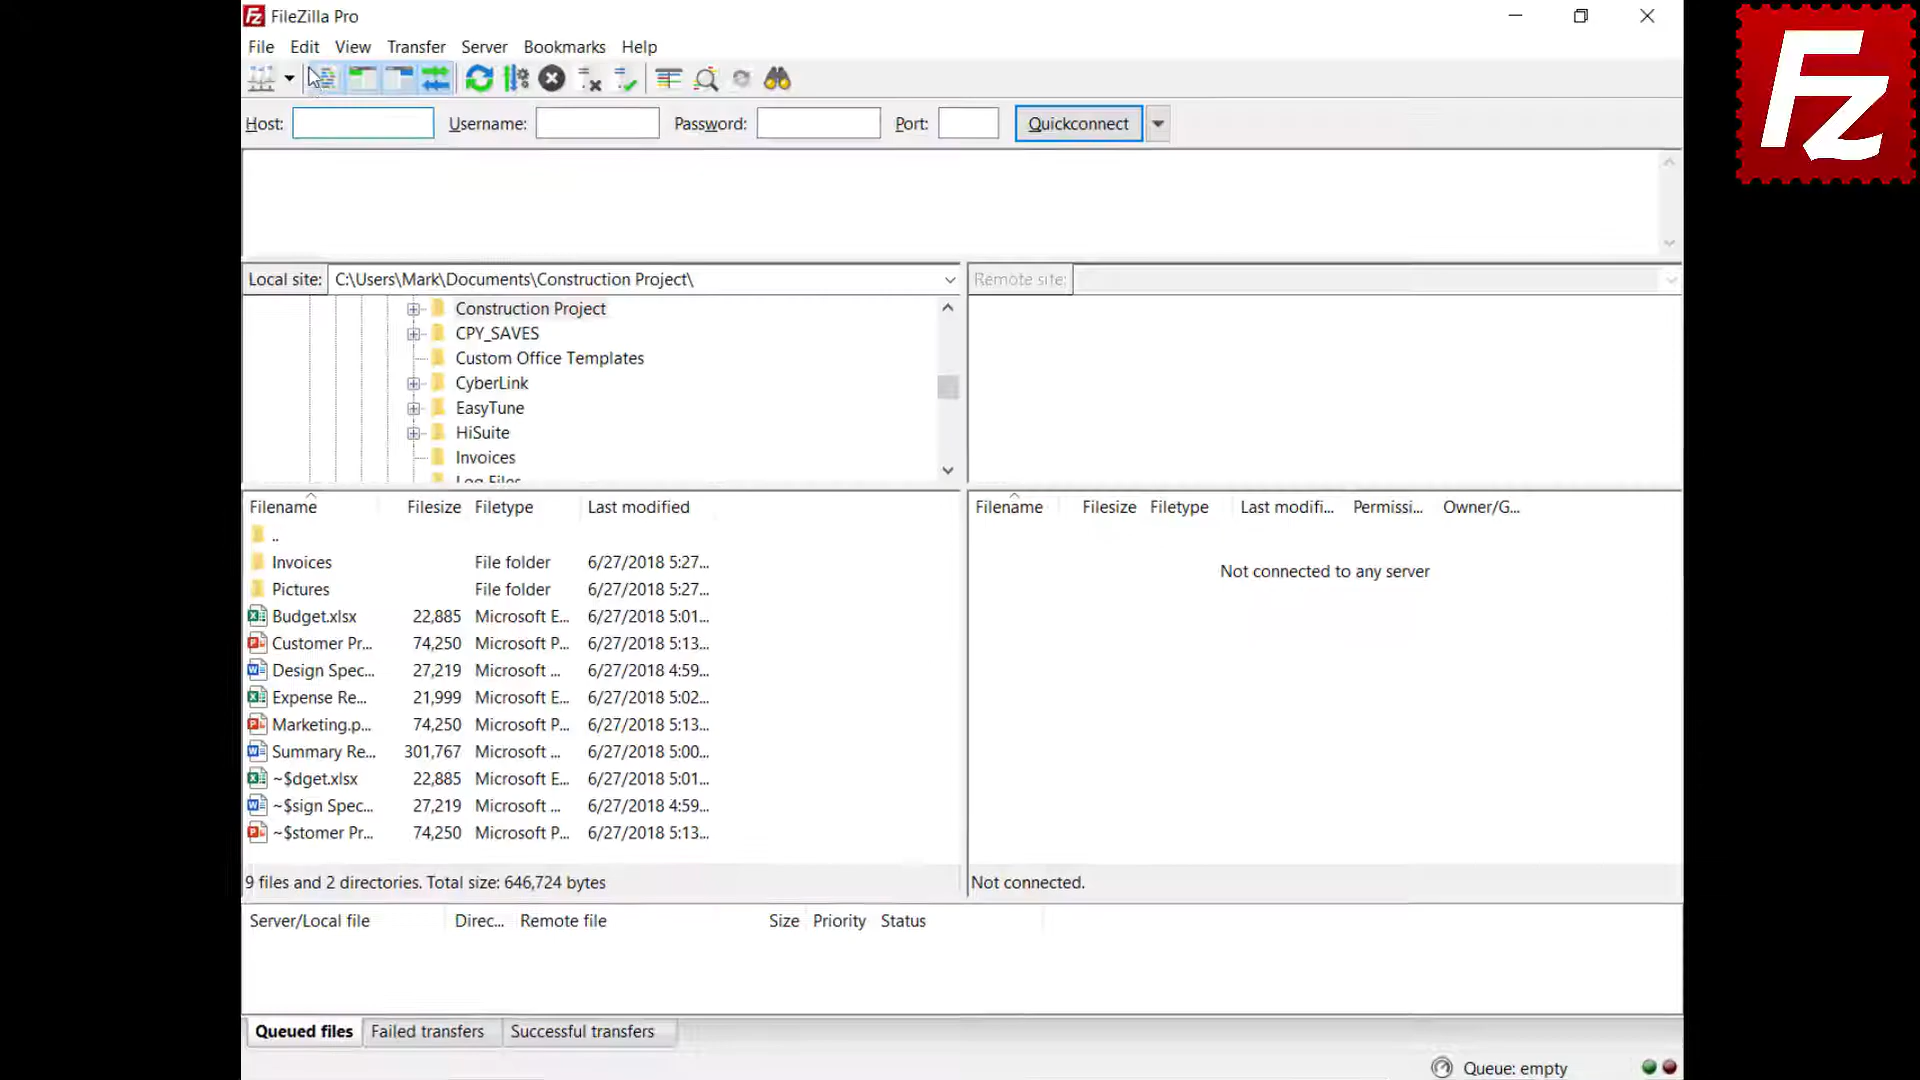 FileZilla Pro
File Edit View Transfer Server Bookmarks Help
Host: Username: Password: Port: Quickconnect
Local site: C:\Users\Mark\Documents\Construction Project\
Remote site:
Construction Project
CPY_SAVES
Custom Office Templates
CyberLink
EasyTune
HiSuite
Invoices
Log Files
Filename Filesize Filetype Last modified
..
Invoices File folder 6/27/2018 5:27...
Pictures File folder 6/27/2018 5:27...
Budget.xlsx 22,885 Microsoft E... 6/27/2018 5:01...
Customer Pr... 74,250 Microsoft P... 6/27/2018 5:13...
Design Spec... 27,219 Microsoft ... 6/27/2018 4:59...
Expense Re... 21,999 Microsoft E... 6/27/2018 5:02...
Marketing.p... 74,250 Microsoft P... 6/27/2018 5:13...
Summary Re... 301,767 Microsoft ... 6/27/2018 5:00...
~$dget.xlsx 22,885 Microsoft E... 6/27/2018 5:01...
~$sign Spec... 27,219 Microsoft ... 6/27/2018 4:59...
~$stomer Pr... 74,250 Microsoft P... 6/27/2018 5:13...
9 files and 2 directories. Total size: 646,724 bytes
Filename Filesize Filetype Last modifi... Permissi... Owner/G...
Not connected to any server
Not connected.
Server/Local file Direc... Remote file Size Priority Status
Queued files Failed transfers Successful transfers
Queue: empty
Fz